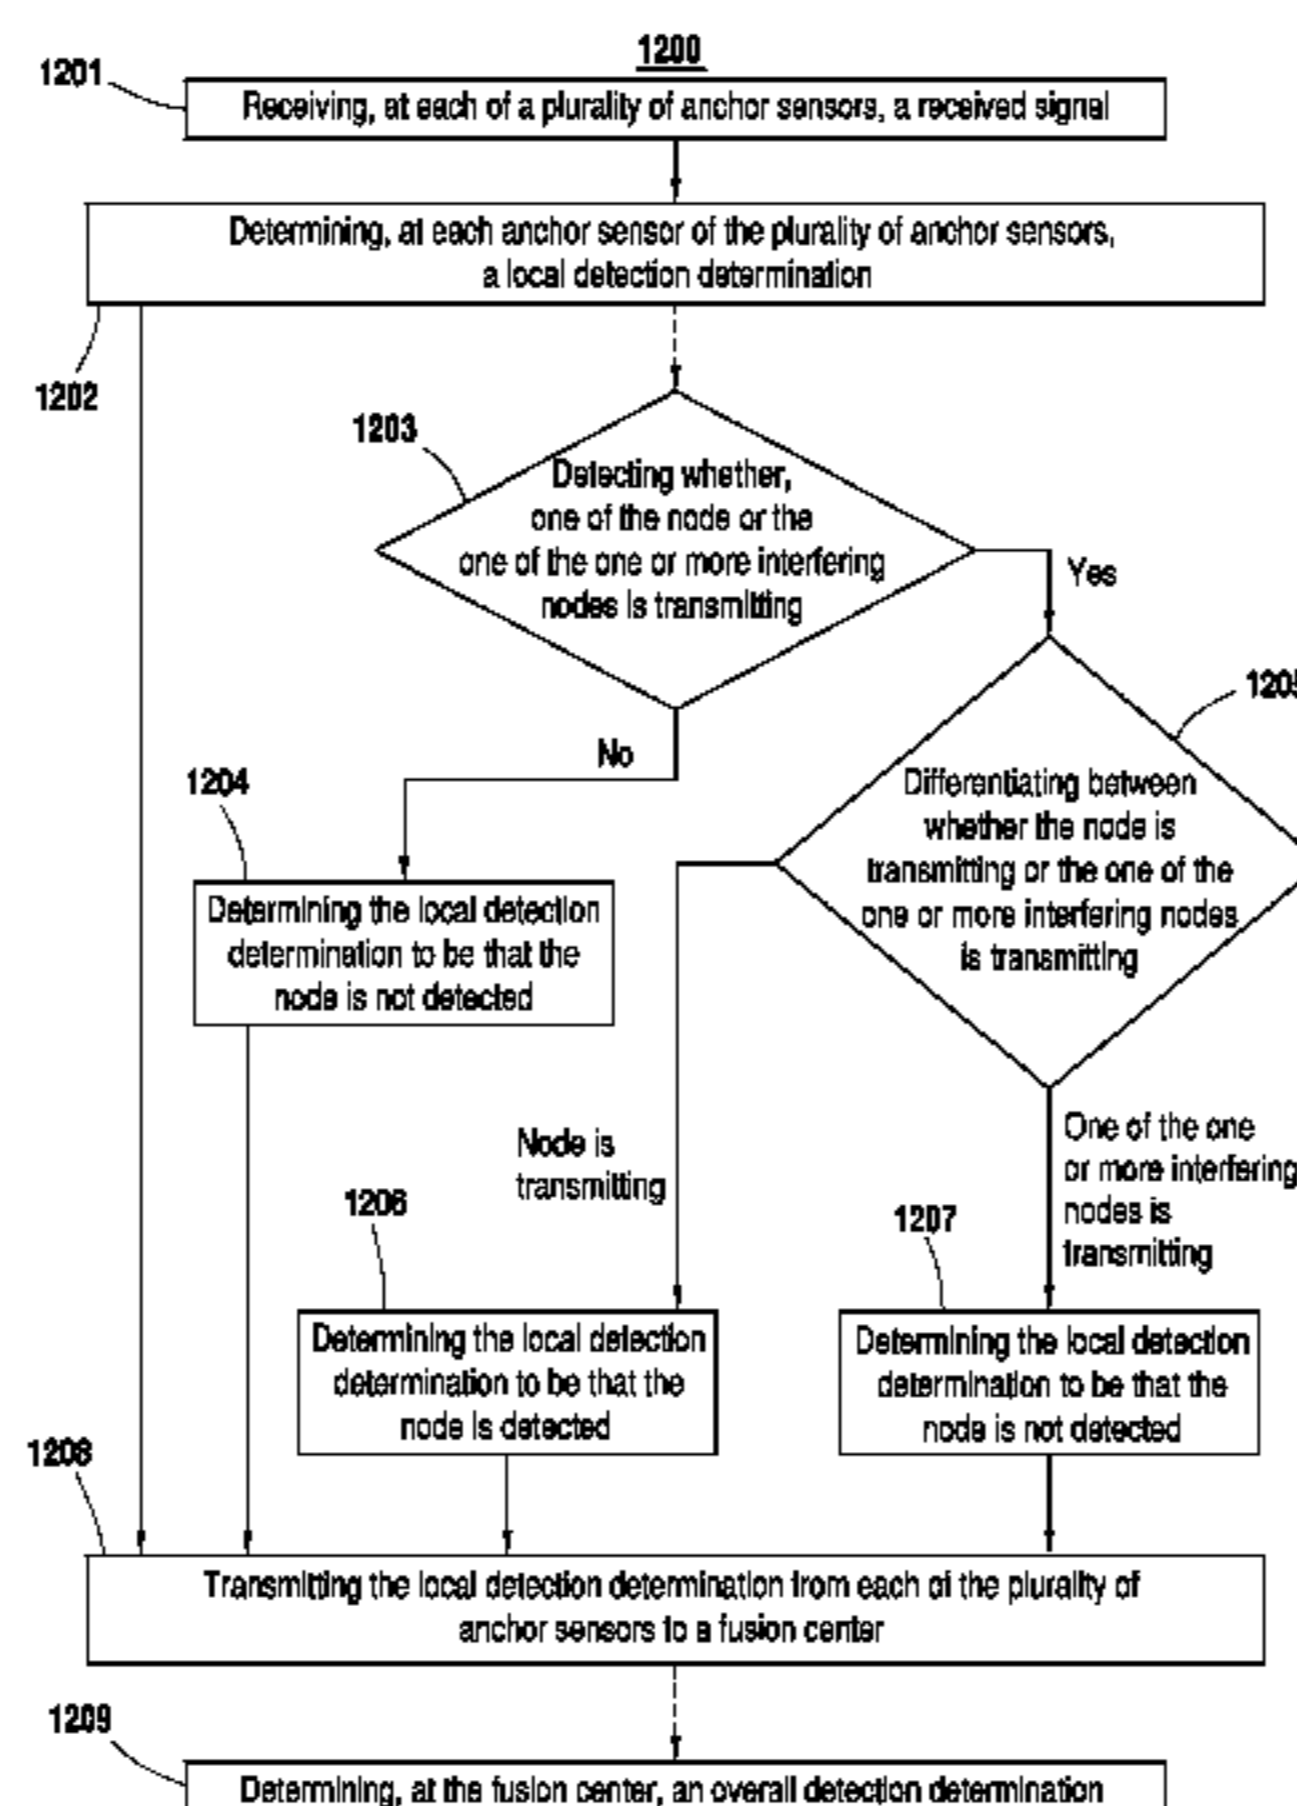 1200
1201
Receiving, at each of a plurality of anchor sensors, a received signal
Determining, at each anchor sensor of the plurality of anchor sensors,
a local detection determination
1202
1203
Detecting whether,
one of the node or the
one of the one or more interfering
nodes is transmitting
Yes
No
1204
Determining the local detection
determination to be that the
node is not detected
1205
Differentiating between
whether the node is
transmitting or the one of the
one or more interfering nodes
is transmitting
Node is
transmitting
One of the one
or more interfering
nodes is
transmitting
1206
Determining the local detection
determination to be that the
node is detected
1207
Determining the local detection
determination to be that the
node is not detected
1208
Transmitting the local detection determination from each of the plurality of
anchor sensors to a fusion center
1209
Determining, at the fusion center, an overall detection determination